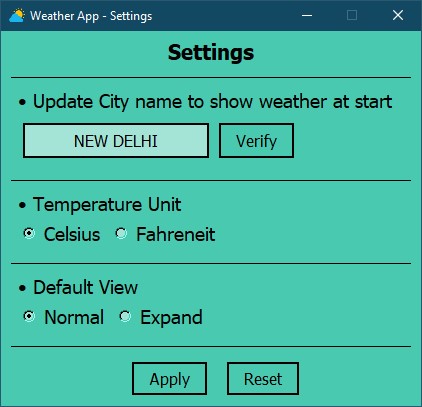 Weather App - Settings
Settings
• Update City name to show weather at start
NEW DELHI Verify
• Temperature Unit
Celsius Fahreneit
• Default View
Normal Expand
Apply Reset